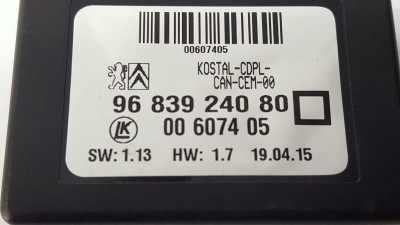 00607405
KOSTAL-CDPL-
CAN-CEM-00
96 839 240 80
LK
00 6074 05
SW: 1.13 HW: 1.7 19.04.15